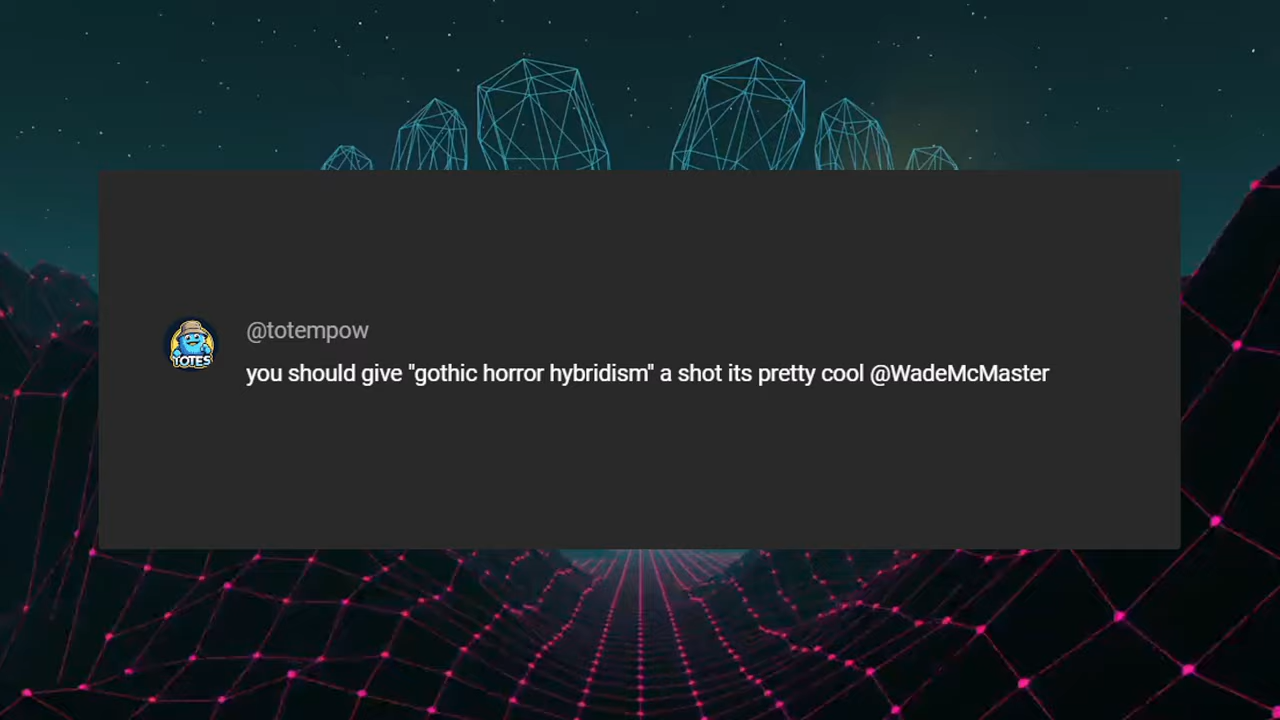 @totempow
you should give "gothic horror hybridism" a shot its pretty cool @WadeMcMaster
TOTES